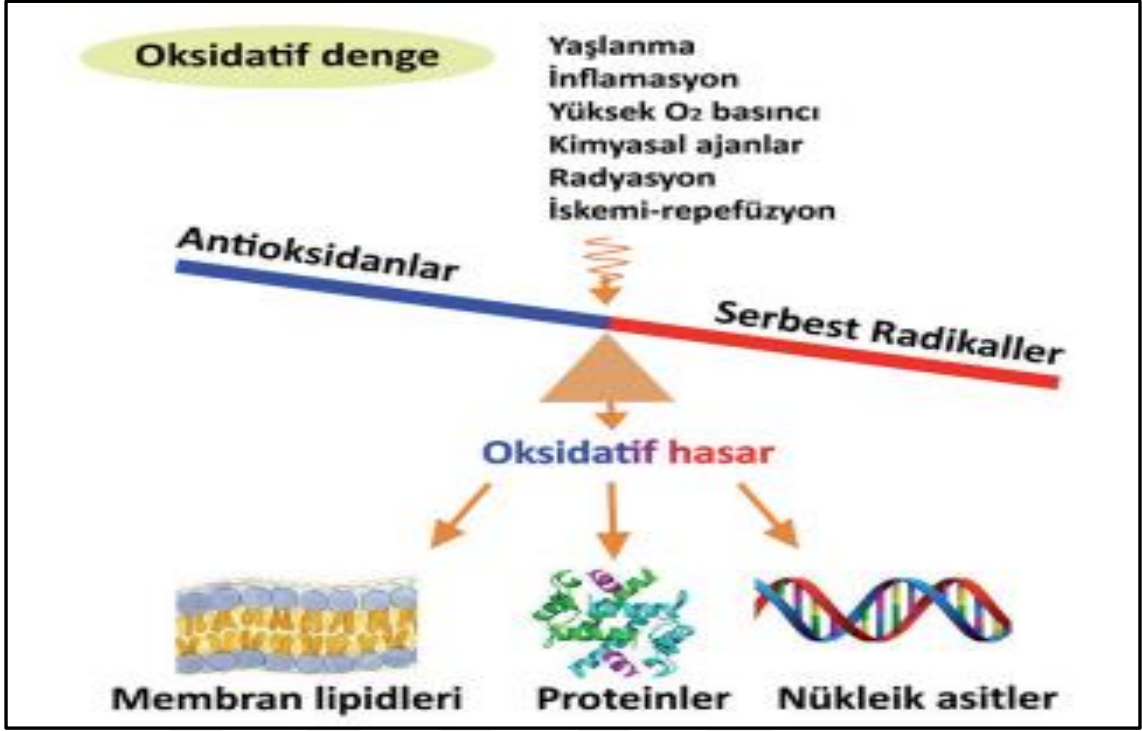 Oksidatif denge
Yaşlanma
İnflamasyon
Yüksek O₂ basıncı
Kimyasal ajanlar
Radyasyon
İskemi-repefüzyon
Antioksidanlar
Serbest Radikaller
Oksidatif hasar
Membran lipidleri
Proteinler
Nükleik asitler